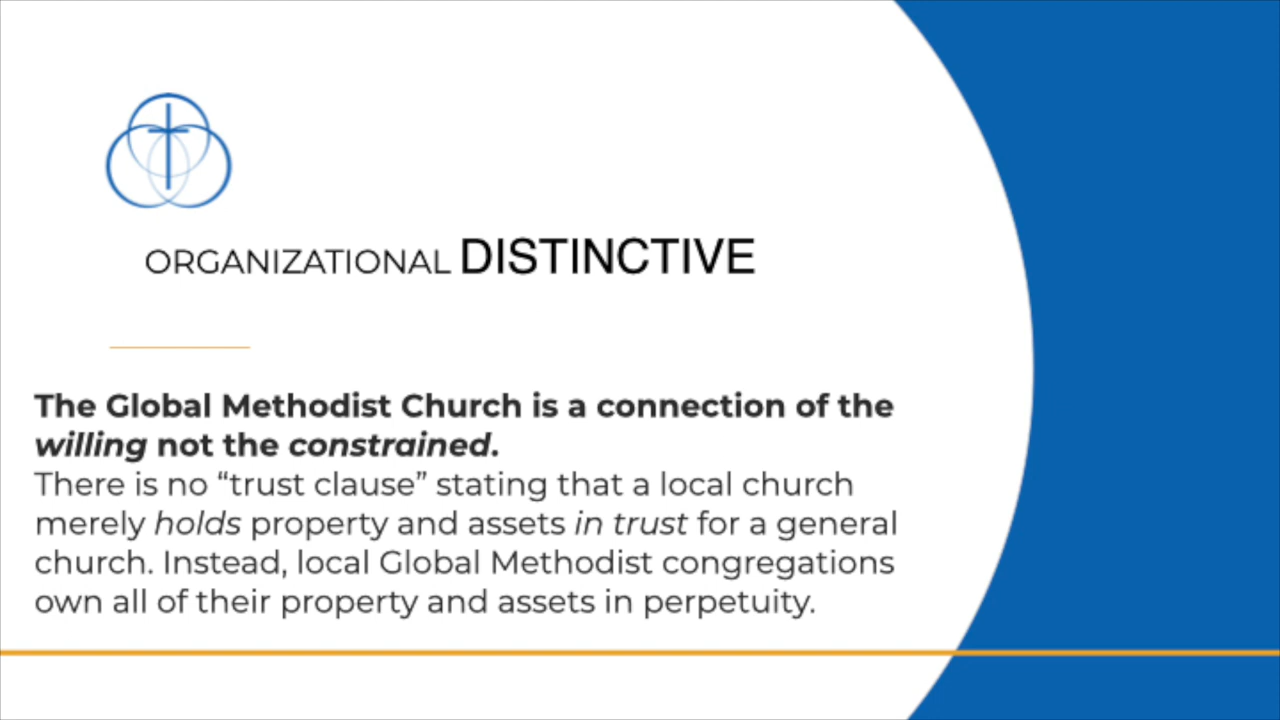 ORGANIZATIONAL DISTINCTIVE
The Global Methodist Church is a connection of the
willing not the constrained.
There is no “trust clause” stating that a local church
merely holds property and assets in trust for a general
church. Instead, local Global Methodist congregations
own all of their property and assets in perpetuity.